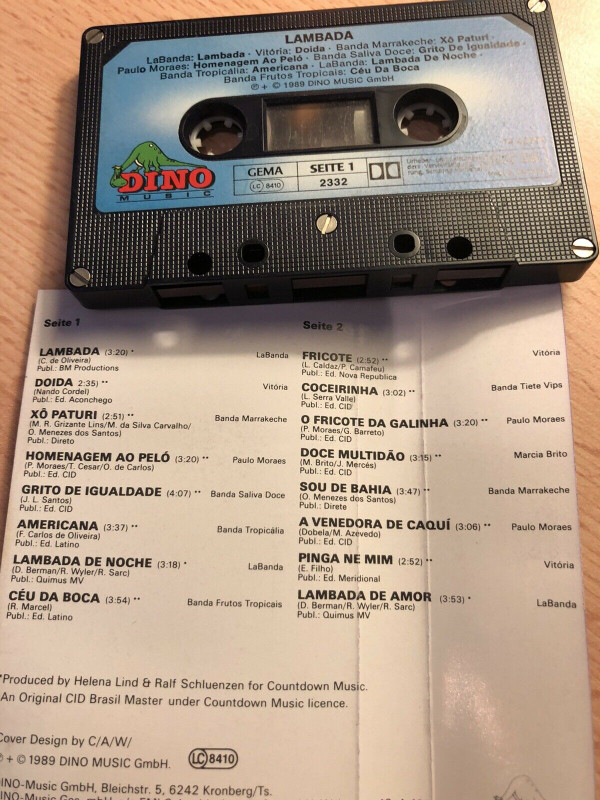 LAMBADA
LaBanda: Lambada · Vitória: Doida · Banda Marrakeche: Xô Paturi ·
Paulo Moraes: Homenagem Ao Peló · Banda Saliva Doce: Grito De Igualdade ·
Banda Tropicália: Americana · LaBanda: Lambada De Noche ·
Banda Frutos Tropicais: Céu Da Boca
℗ + © 1989 DINO MUSIC GmbH
DINO
MUSIC
GEMA
LC 8410
SEITE 1
2332
Seite 1
LAMBADA (3:20) * LaBanda
(C. de Oliveira)
Publ.: BM Productions
DOIDA 2:35) ** Vitória
(Nando Cordel)
Publ.: Ed. Aconchego
XÔ PATURI (2:51) ** Banda Marrakeche
(M. R. Grizante Lins/M. da Silva Carvalho/
O. Menezes dos Santos)
Publ.: Direto
HOMENAGEM AO PELÓ (3:20) ** Paulo Moraes
(P. Moraes/T. Cesar/O. de Carlos)
Publ.: Ed. CID
GRITO DE IGUALDADE (4:07) ** Banda Saliva Doce
(J. L. Santos)
Publ.: Ed. CID
AMERICANA (3:37) ** Banda Tropicália
(F. Carlos de Oliveira)
Publ.: Ed. Latino
LAMBADA DE NOCHE (3:18) * LaBanda
(D. Berman/R. Wyler/R. Sarc)
Publ.: Quimus MV
CÉU DA BOCA (3:54) ** Banda Frutos Tropicais
(R. Marcel)
Publ.: Ed. Latino
Seite 2
FRICOTE (2:52) ** Vitória
(L. Caldaz/P. Camafeu)
Publ.: Ed. Nova Republica
COCEIRINHA (3:02) ** Banda Tiete Vips
(L. Serra Valle)
Publ.: Ed. CID
O FRICOTE DA GALINHA (3:20) ** Paulo Moraes
(P. Moraes/G. Barreto)
Publ.: Ed. CID
DOCE MULTIDÃO (3:15) ** Marcia Brito
(M. Brito/J. Mercés)
Publ.: Ed. CID
SOU DE BAHIA (3:47) ** Banda Marrakeche
(O. Menezes dos Santos)
Publ.: Direte
A VENEDORA DE CAQUÍ (3:06) ** Paulo Moraes
(Dobela/M. Azevedo)
Publ.: Ed. CID
PINGA NE MIM (2:52) ** Vitória
(E. Filho)
Publ.: Ed. Meridional
LAMBADA DE AMOR (3:53) * LaBanda
(D. Berman/R. Wyler/R. Sarc)
Publ.: Quimus MV
*Produced by Helena Lind & Ralf Schluenzen for Countdown Music.
*An Original CID Brasil Master under Countdown Music licence.
Cover Design by C/A/W/
℗ + © 1989 DINO MUSIC GmbH. LC 8410
DINO-Music GmbH, Bleichstr. 5, 6242 Kronberg/Ts.